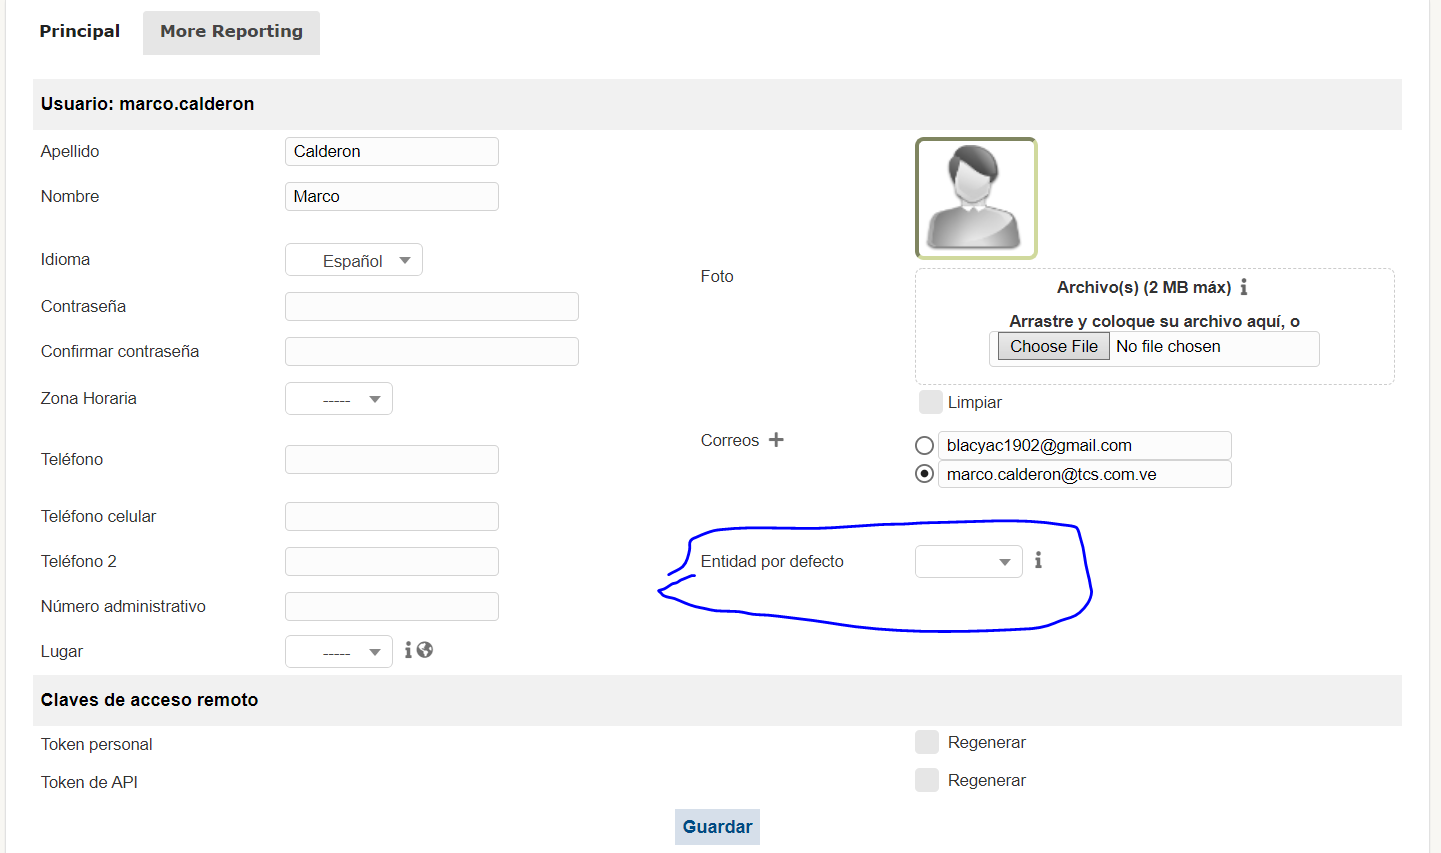 Principal
More Reporting
Usuario: marco.calderon
Apellido
Calderon
Nombre
Marco
Idioma
Español
Contraseña
Confirmar contraseña
Zona Horaria
-----
Teléfono
Teléfono celular
Teléfono 2
Número administrativo
Lugar
-----
Foto
Archivo(s) (2 MB máx)
Arrastre y coloque su archivo aquí, o
Choose File No file chosen
Limpiar
Correos
blacyac1902@gmail.com
marco.calderon@tcs.com.ve
Entidad por defecto
Claves de acceso remoto
Token personal
Regenerar
Token de API
Regenerar
Guardar